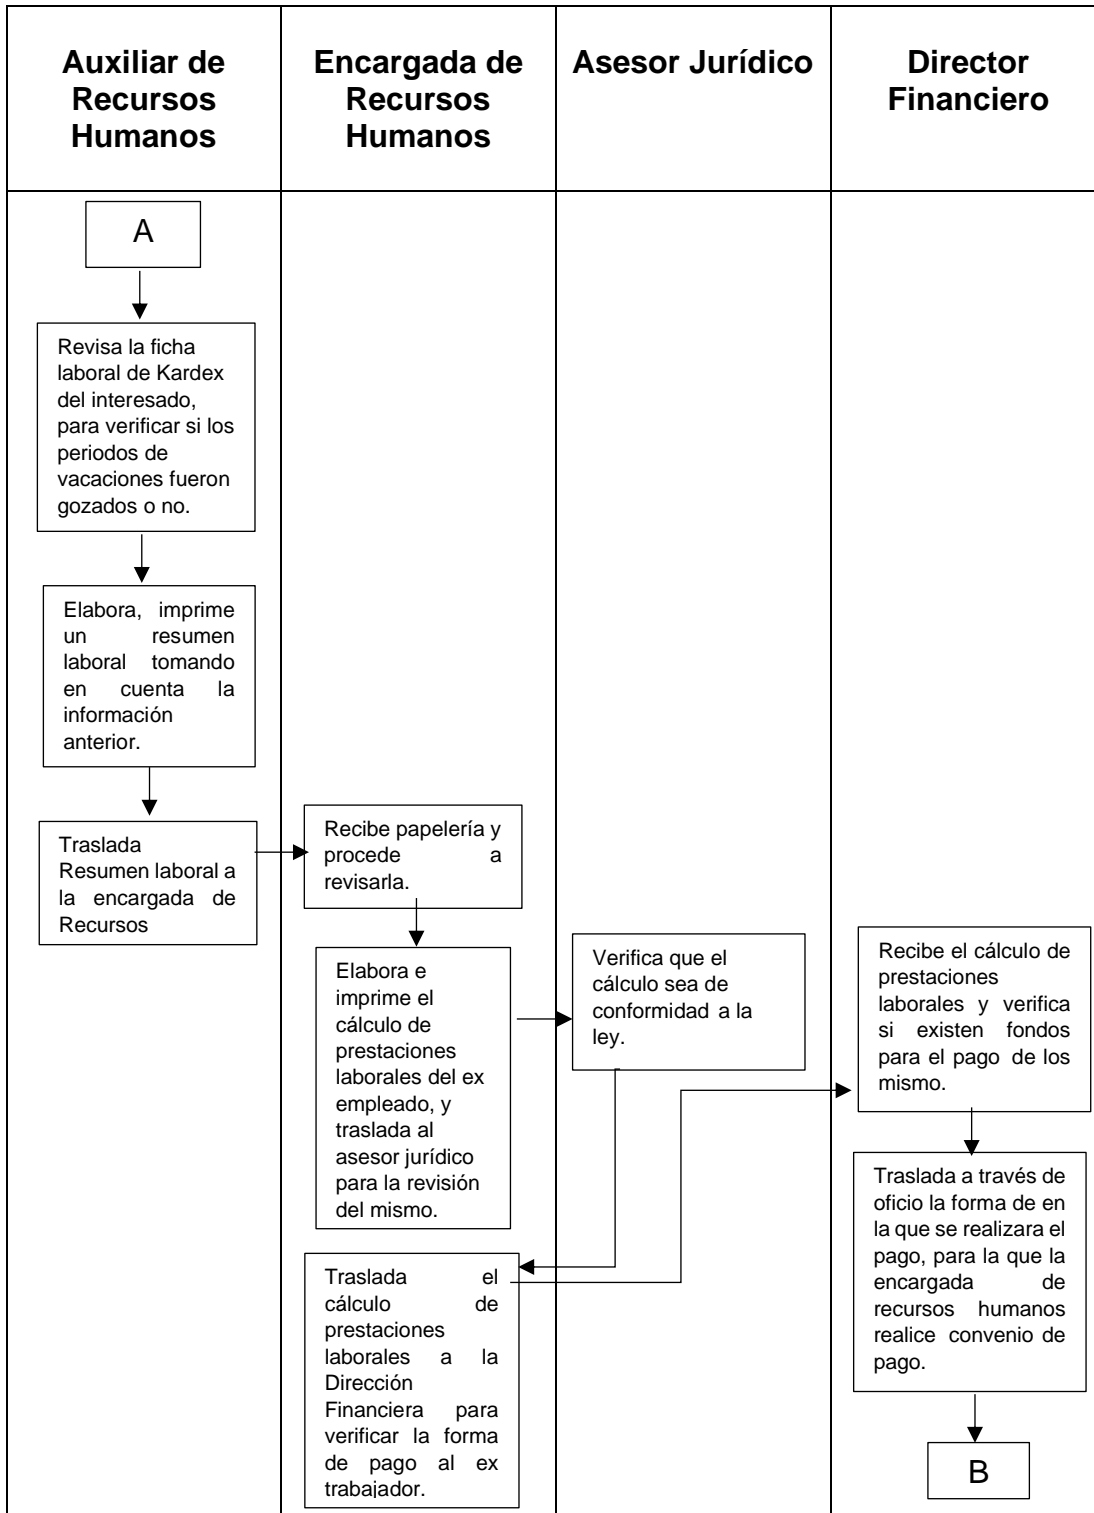 Auxiliar de
Recursos
Humanos
Encargada de
Recursos
Humanos
Asesor Jurídico
Director
Financiero
A
Revisa la ficha
laboral de Kardex
del interesado,
para verificar si los
periodos de
vacaciones fueron
gozados o no.
Elabora, imprime
un resumen
laboral tomando
en cuenta la
información
anterior.
Traslada
Resumen laboral a
la encargada de
Recursos
Recibe papelería y
procede a
revisarla.
Elabora e
imprime el
cálculo de
prestaciones
laborales del ex
empleado, y
traslada al
asesor jurídico
para la revisión
del mismo.
Verifica que el
cálculo sea de
conformidad a la
ley.
Traslada el
cálculo de
prestaciones
laborales a la
Dirección
Financiera para
verificar la forma
de pago al ex
trabajador.
Recibe el cálculo de
prestaciones
laborales y verifica
si existen fondos
para el pago de los
mismo.
Traslada a través de
oficio la forma de en
la que se realizara el
pago, para la que la
encargada de
recursos humanos
realice convenio de
pago.
B